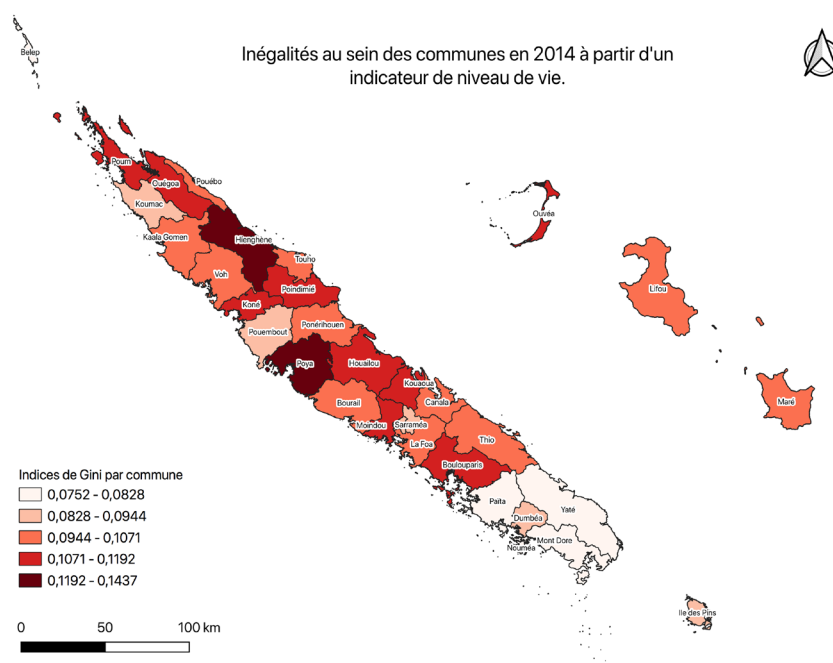 Inégalités au sein des communes en 2014 à partir d'un
indicateur de niveau de vie.
Belep
Poum
Ouégoa
Pouébo
Koumac
Kaala Gomen
Hienghène
Touho
Voh
Poindimié
Koné
Pouembout
Ponérihouen
Poya
Houaïlou
Kouaoua
Canala
Bourail
Moindou
Sarraméa
La Foa
Thio
Boulouparis
Païta
Yaté
Dumbéa
Mont Dore
Nouméa
Ile des Pins
Ouvéa
Lifou
Maré
Indices de Gini par commune
0,0752 - 0,0828
0,0828 - 0,0944
0,0944 - 0,1071
0,1071 - 0,1192
0,1192 - 0,1437
0 50 100 km